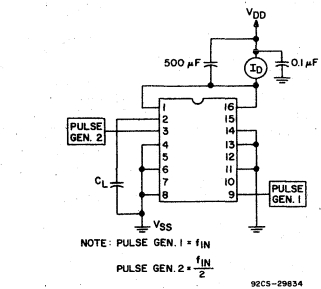 VDD
500 μF
ID
0.1 μF
1 16
2 15
3 14
4 13
5 12
6 11
7 10
8 9
PULSE
GEN. 2
CL
PULSE
GEN. 1
VSS
NOTE: PULSE GEN. 1 = fIN
PULSE GEN. 2 = fIN/2
92CS-29834